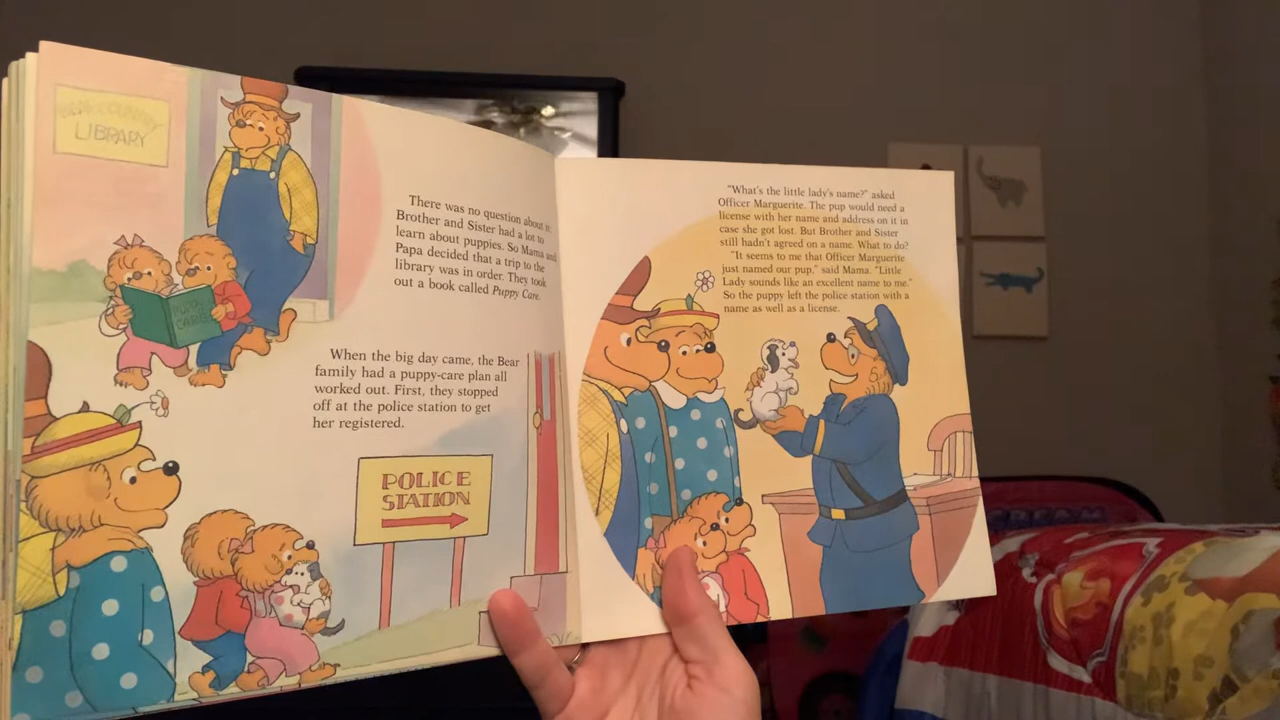 BEAR COUNTRY
LIBRARY
There was no question about it:
Brother and Sister had a lot to
learn about puppies. So Mama and
Papa decided that a trip to the
library was in order. They took
out a book called Puppy Care.
PUPPY
CARE
When the big day came, the Bear
family had a puppy-care plan all
worked out. First, they stopped
off at the police station to get
her registered.
POLICE
STATION
"What's the little lady's name?" asked
Officer Marguerite. The pup would need a
license with her name and address on it in
case she got lost. But Brother and Sister
still hadn't agreed on a name. What to do?
"It seems to me that Officer Marguerite
just named our pup," said Mama. "Little
Lady sounds like an excellent name to me."
So the puppy left the police station with a
name as well as a license.